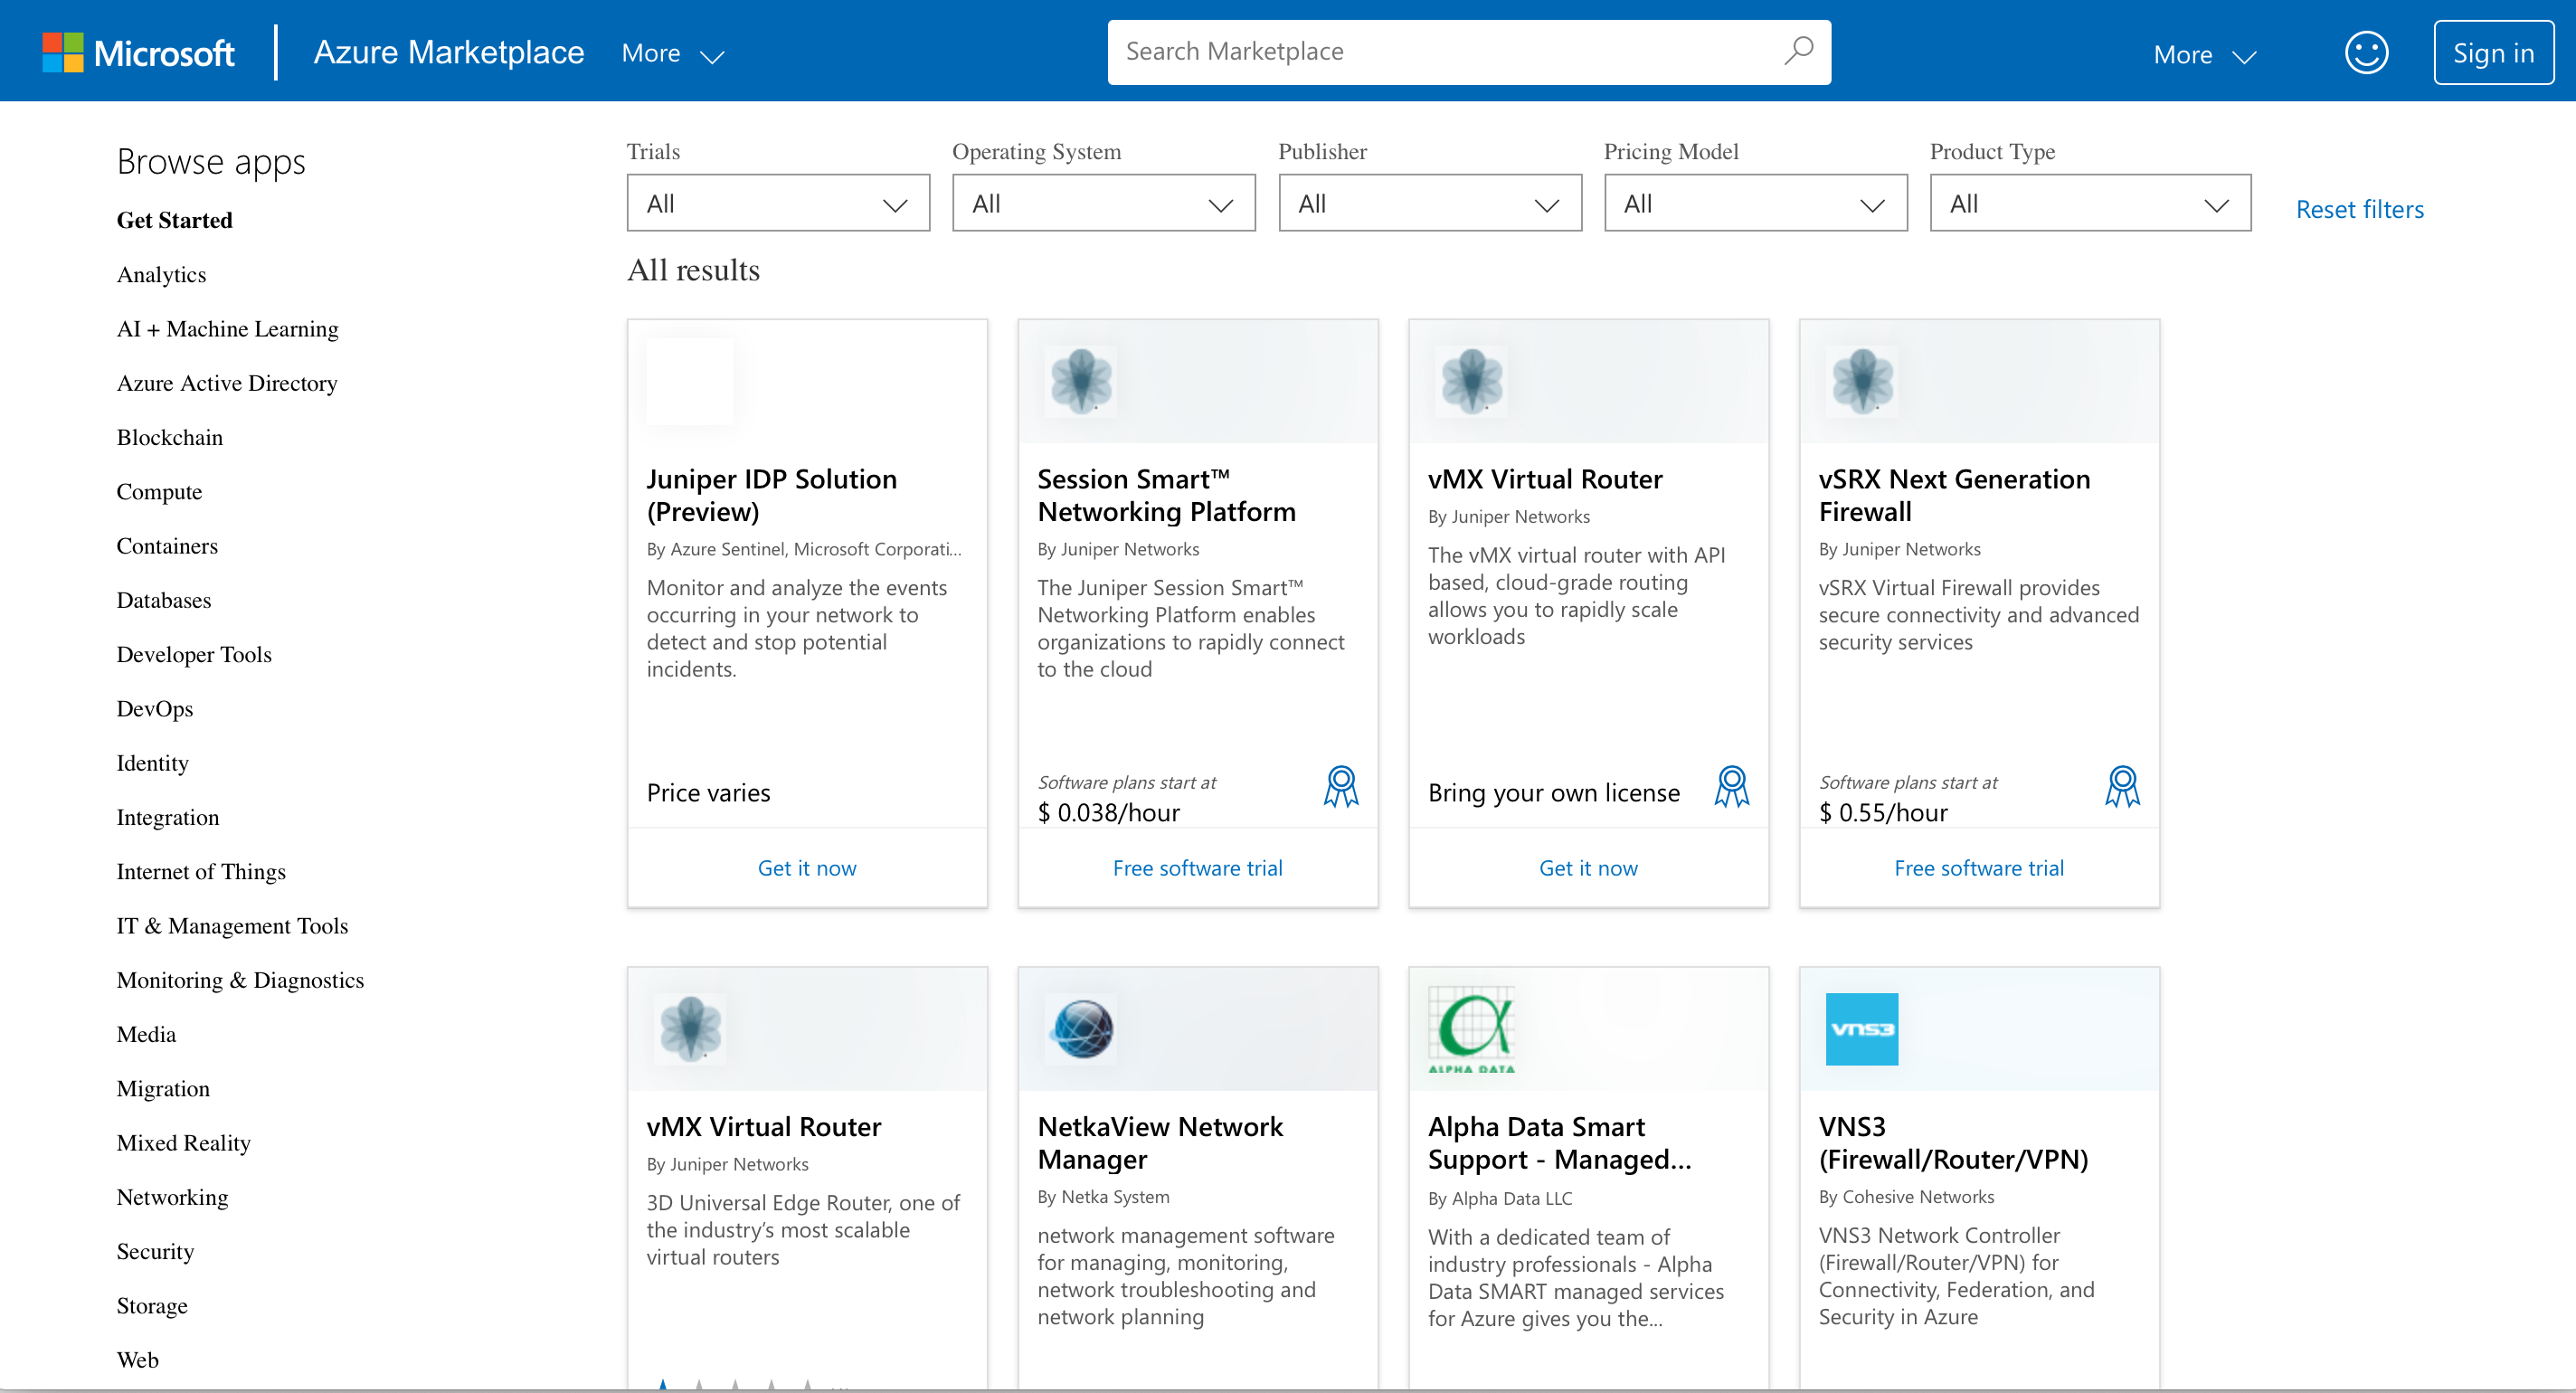 Microsoft
Azure Marketplace
More
Search Marketplace
More
Sign in
Browse apps
Get Started
Analytics
AI + Machine Learning
Azure Active Directory
Blockchain
Compute
Containers
Databases
Developer Tools
DevOps
Identity
Integration
Internet of Things
IT & Management Tools
Monitoring & Diagnostics
Media
Migration
Mixed Reality
Networking
Security
Storage
Web
Trials
All
Operating System
All
Publisher
All
Pricing Model
All
Product Type
All
Reset filters
All results
Juniper IDP Solution
(Preview)
By Azure Sentinel, Microsoft Corporati...
Monitor and analyze the events
occurring in your network to
detect and stop potential
incidents.
Price varies
Get it now
Session Smart™
Networking Platform
By Juniper Networks
The Juniper Session Smart™
Networking Platform enables
organizations to rapidly connect
to the cloud
Software plans start at
$ 0.038/hour
Free software trial
vMX Virtual Router
By Juniper Networks
The vMX virtual router with API
based, cloud-grade routing
allows you to rapidly scale
workloads
Bring your own license
Get it now
vSRX Next Generation
Firewall
By Juniper Networks
vSRX Virtual Firewall provides
secure connectivity and advanced
security services
Software plans start at
$ 0.55/hour
Free software trial
vMX Virtual Router
By Juniper Networks
3D Universal Edge Router, one of
the industry’s most scalable
virtual routers
NetkaView Network
Manager
By Netka System
network management software
for managing, monitoring,
network troubleshooting and
network planning
ALPHA DATA
Alpha Data Smart
Support - Managed...
By Alpha Data LLC
With a dedicated team of
industry professionals - Alpha
Data SMART managed services
for Azure gives you the...
VNS3
VNS3
(Firewall/Router/VPN)
By Cohesive Networks
VNS3 Network Controller
(Firewall/Router/VPN) for
Connectivity, Federation, and
Security in Azure